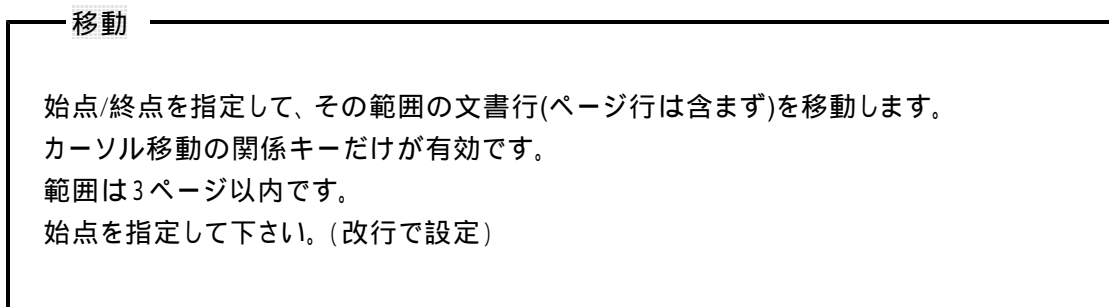 移動
始点/終点を指定して、その範囲の文書行(ページ行は含まず)を移動します。
カーソル移動の関係キーだけが有効です。
範囲は3ページ以内です。
始点を指定して下さい。(改行で設定)